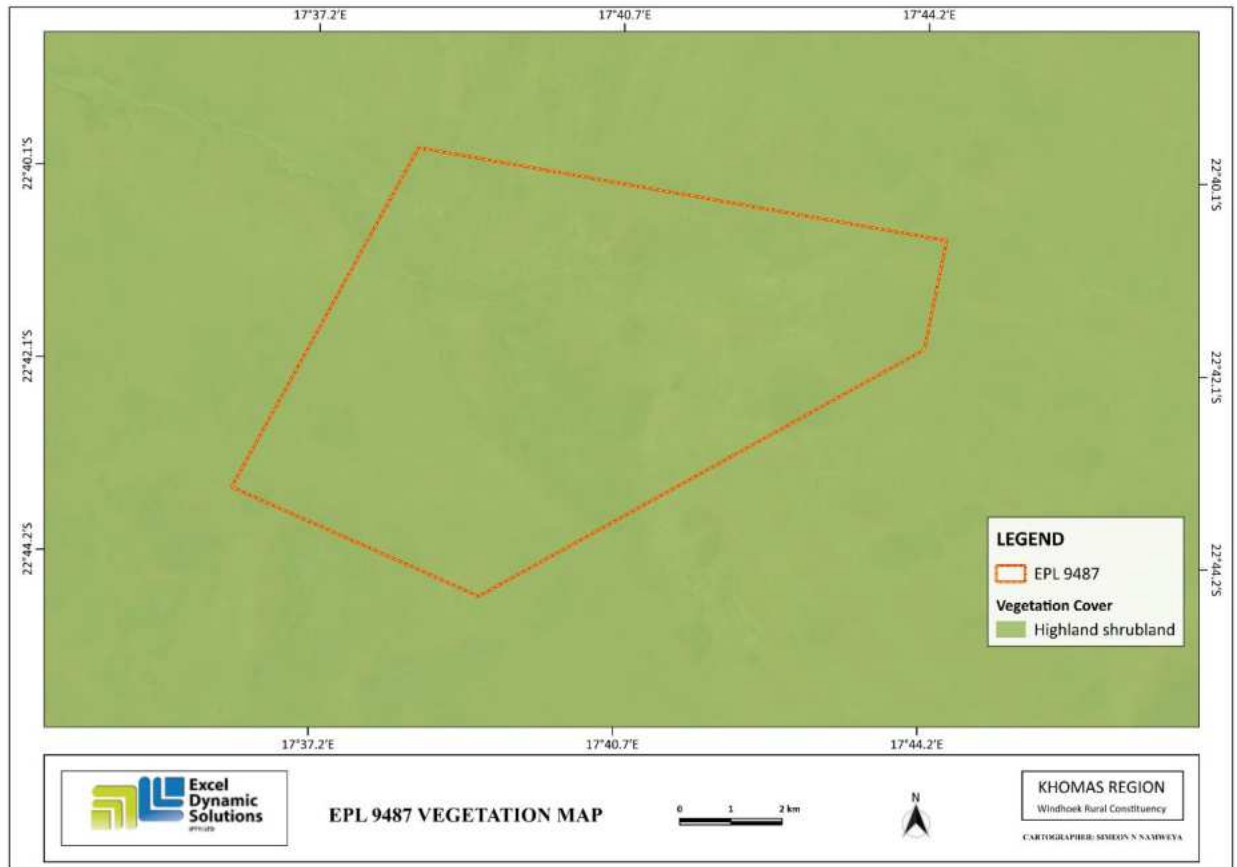 17°37.2'E
17°40.7'E
17°44.2'E
22°40.1'S
22°40.1'S
22°42.1'S
22°42.1'S
22°44.2'S
22°44.2'S
LEGEND
EPL 9487
Vegetation Cover
Highland shrubland
17°37.2'E
17°40.7'E
17°44.2'E
Excel
Dynamic
Solutions
(PTY) LTD
EPL 9487 VEGETATION MAP
0 1 2 km
N
KHOMAS REGION
Windhoek Rural Constituency
CARTOGRAPHER: SIMEON N NAMWEYA